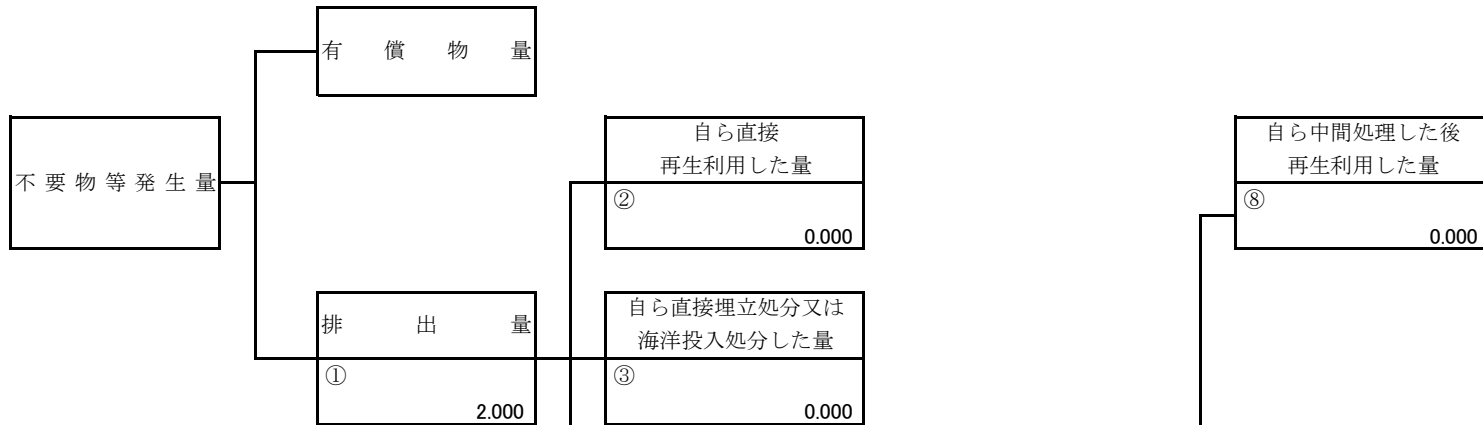 有償物量
不要物等発生量
自ら直接
再生利用した量
②
0.000
自ら中間処理した後
再生利用した量
⑧
0.000
排出量
①
2.000
自ら直接埋立処分又は
海洋投入処分した量
③
0.000